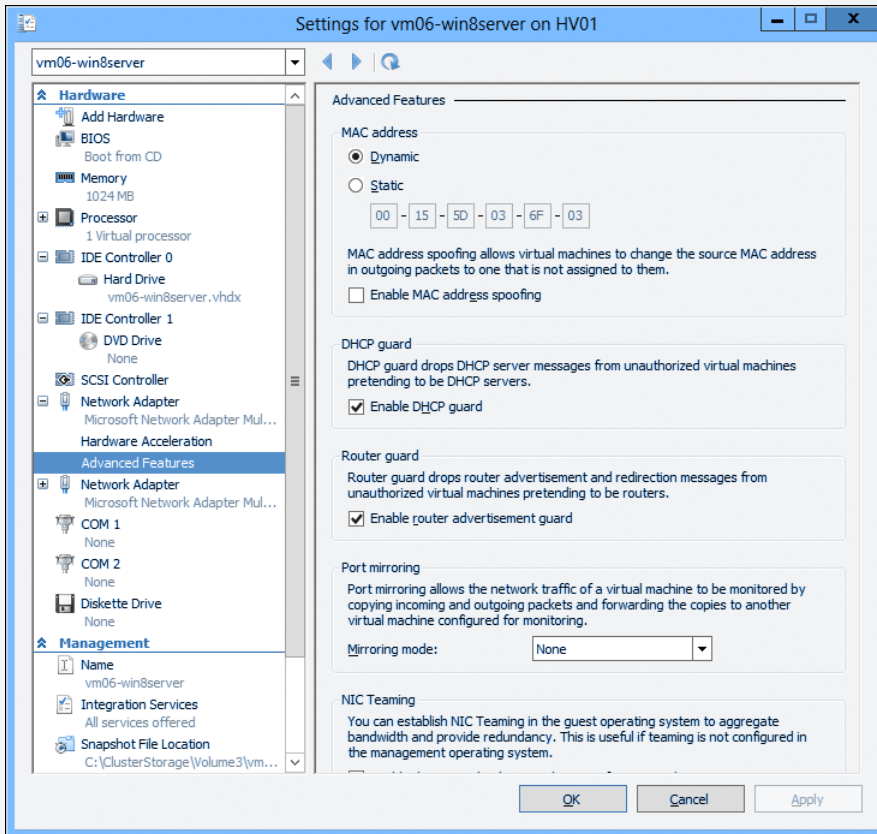 Settings for vm06-win8server on HV01
vm06-win8server
Hardware
Add Hardware
BIOS
Boot from CD
Memory
1024 MB
Processor
1 Virtual processor
IDE Controller 0
Hard Drive
vm06-win8server.vhdx
IDE Controller 1
DVD Drive
None
SCSI Controller
Network Adapter
Microsoft Network Adapter Mul...
Hardware Acceleration
Advanced Features
Network Adapter
Microsoft Network Adapter Mul...
COM 1
None
COM 2
None
Diskette Drive
None
Management
Name
vm06-win8server
Integration Services
All services offered
Snapshot File Location
C:\ClusterStorage\Volume3\vm...
Advanced Features
MAC address
Dynamic
Static
00 - 15 - 5D - 03 - 6F - 03
MAC address spoofing allows virtual machines to change the source MAC address
in outgoing packets to one that is not assigned to them.
Enable MAC address spoofing
DHCP guard
DHCP guard drops DHCP server messages from unauthorized virtual machines
pretending to be DHCP servers.
Enable DHCP guard
Router guard
Router guard drops router advertisement and redirection messages from
unauthorized virtual machines pretending to be routers.
Enable router advertisement guard
Port mirroring
Port mirroring allows the network traffic of a virtual machine to be monitored by
copying incoming and outgoing packets and forwarding the copies to another
virtual machine configured for monitoring.
Mirroring mode: None
NIC Teaming
You can establish NIC Teaming in the guest operating system to aggregate
bandwidth and provide redundancy. This is useful if teaming is not configured in
the management operating system.
OK Cancel Apply